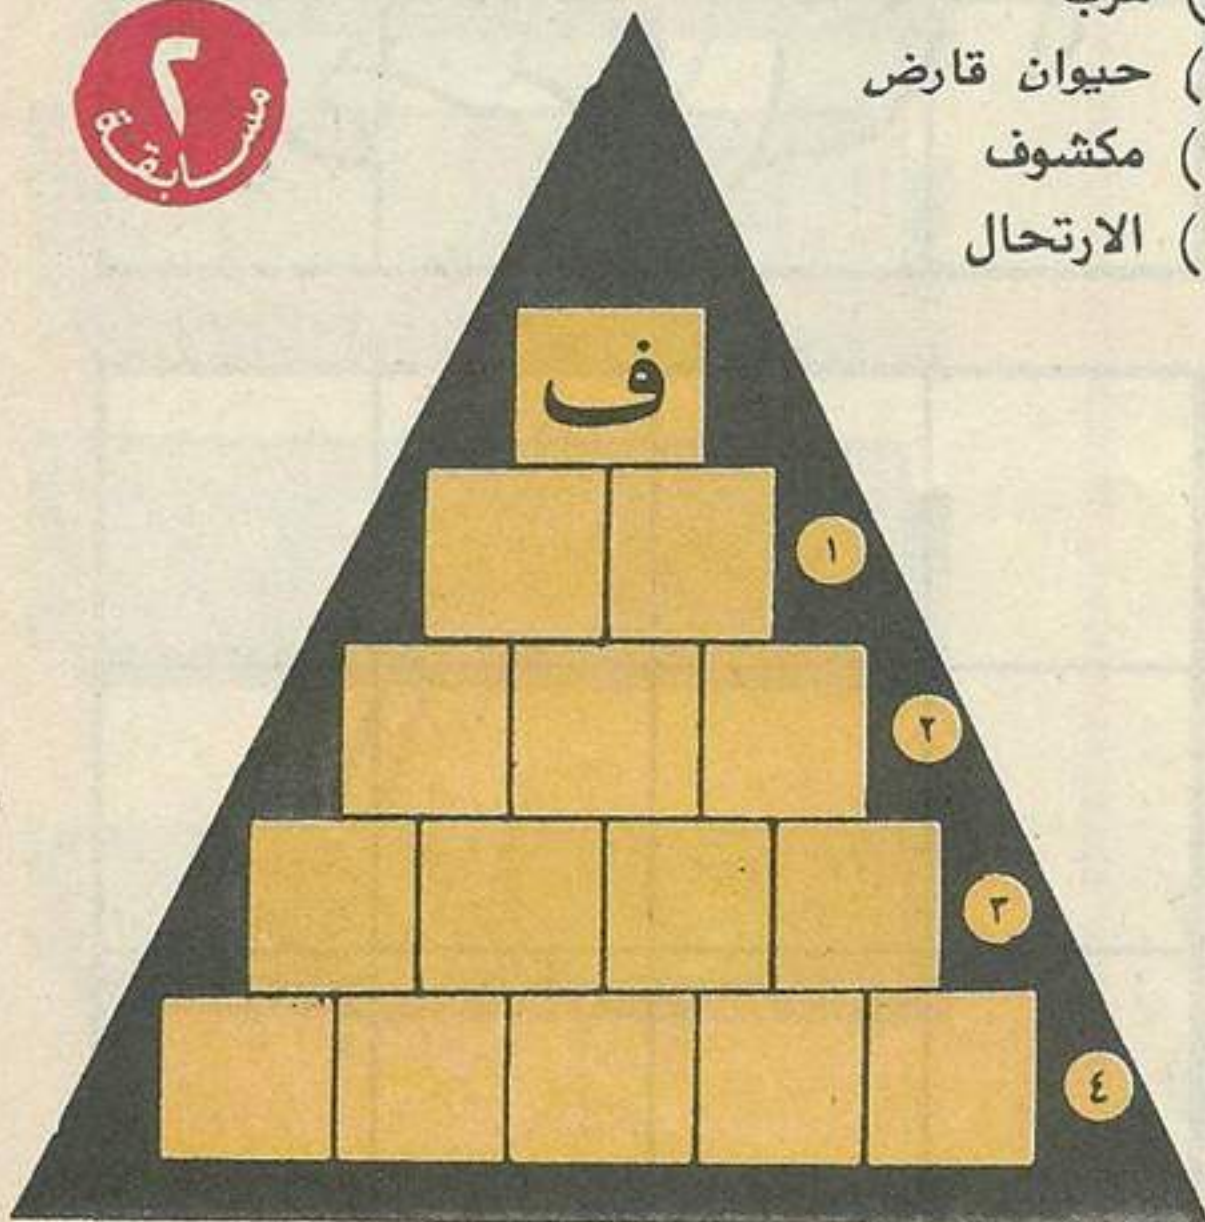 ) حيوان قارض
) مكشوف
) الارتحال
٢
مسابقة
ف
١
٢
٣
٤